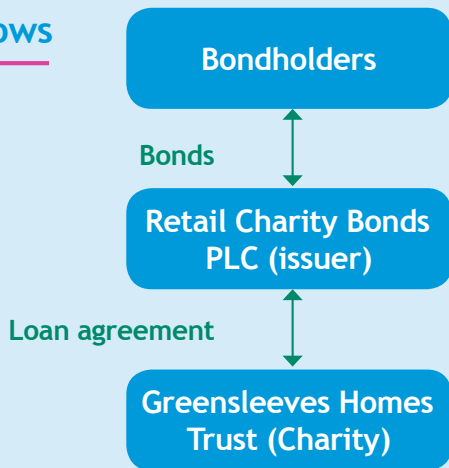 ows
Bondholders
Bonds
Retail Charity Bonds
PLC (issuer)
Loan agreement
Greensleeves Homes
Trust (Charity)